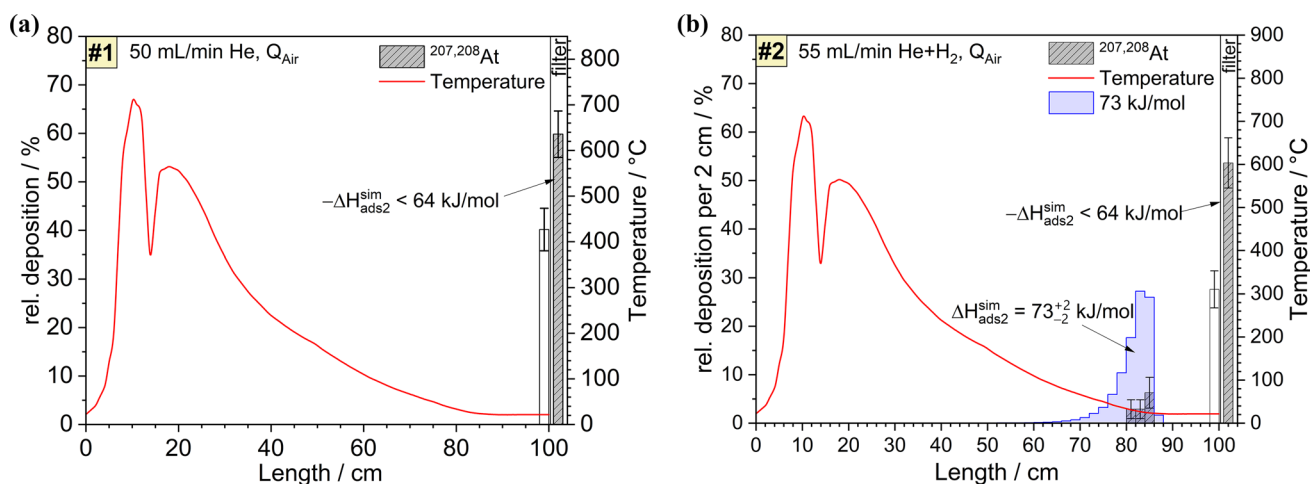 (a)
#1 50 mL/min He, Q_Air
207,208At
Temperature
filter
−ΔH^sim_ads2 < 64 kJ/mol
rel. deposition / %
80
70
60
50
40
30
20
10
0
Temperature / °C
800
700
600
500
400
300
200
100
0
0 20 40 60 80 100
Length / cm
(b)
#2 55 mL/min He+H₂, Q_Air
207,208At
Temperature
73 kJ/mol
filter
−ΔH^sim_ads2 < 64 kJ/mol
ΔH^sim_ads2 = 73^+2_−2 kJ/mol
rel. deposition per 2 cm / %
80
70
60
50
40
30
20
10
0
Temperature / °C
900
800
700
600
500
400
300
200
100
0
0 10 20 30 40 50 60 70 80 90 100
Length / cm